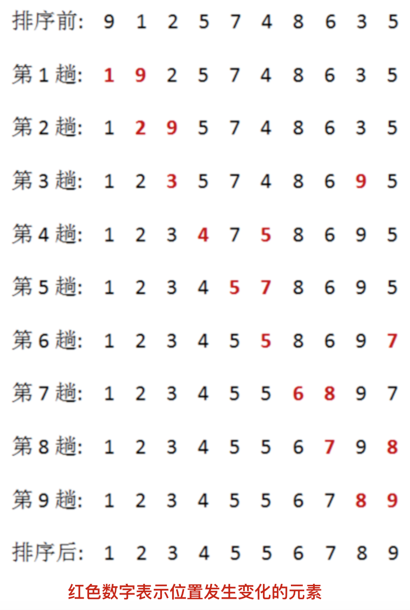 排序前: 9 1 2 5 7 4 8 6 3 5
第 1 趟: 1 9 2 5 7 4 8 6 3 5
第 2 趟: 1 2 9 5 7 4 8 6 3 5
第 3 趟: 1 2 3 5 7 4 8 6 9 5
第 4 趟: 1 2 3 4 7 5 8 6 9 5
第 5 趟: 1 2 3 4 5 7 8 6 9 5
第 6 趟: 1 2 3 4 5 5 8 6 9 7
第 7 趟: 1 2 3 4 5 5 6 8 9 7
第 8 趟: 1 2 3 4 5 5 6 7 9 8
第 9 趟: 1 2 3 4 5 5 6 7 8 9
排序后: 1 2 3 4 5 5 6 7 8 9
红色数字表示位置发生变化的元素